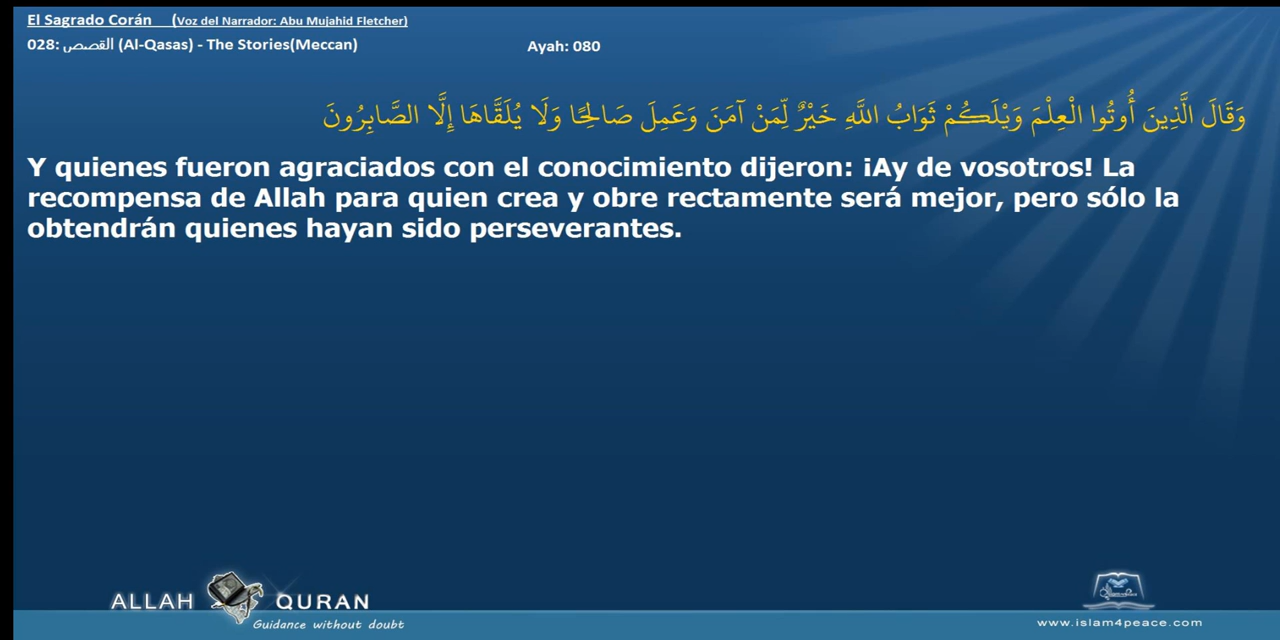 El Sagrado Corán (Voz del Narrador: Abu Mujahid Fletcher)
028: القصص (Al-Qasas) - The Stories(Meccan) Ayah: 080
وَقَالَ الَّذِينَ أُوتُوا الْعِلْمَ وَيْلَكُمْ ثَوَابُ اللَّهِ خَيْرٌ لِّمَنْ آمَنَ وَعَمِلَ صَالِحًا وَلَا يُلَقَّاهَا إِلَّا الصَّابِرُونَ
Y quienes fueron agraciados con el conocimiento dijeron: ¡Ay de vosotros! La
recompensa de Allah para quien crea y obre rectamente será mejor, pero sólo la
obtendrán quienes hayan sido perseverantes.
ALLAH QURAN
Guidance without doubt
www.islam4peace.com